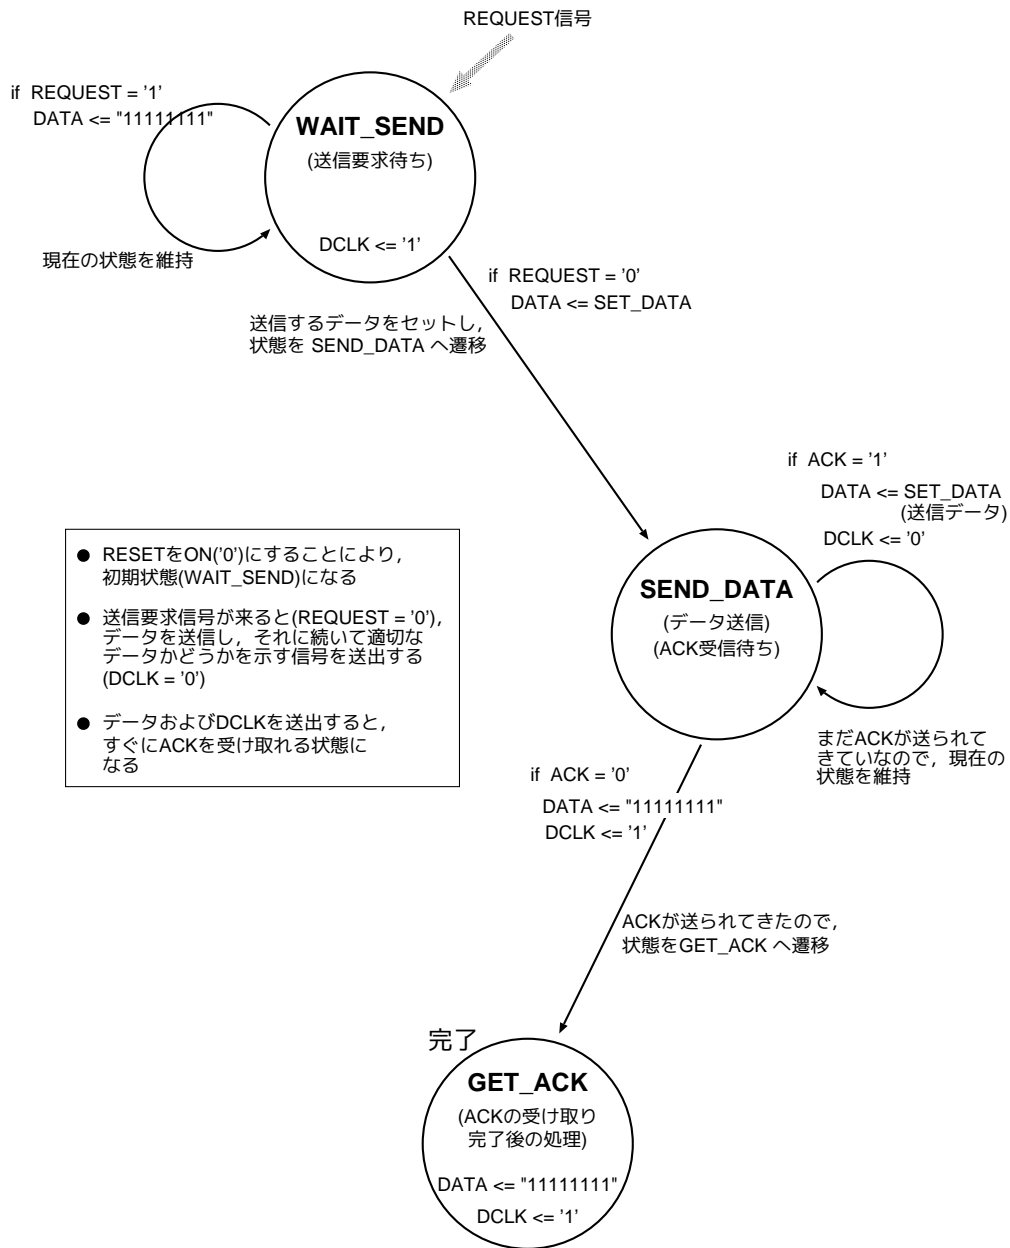 REQUEST信号
if REQUEST = '1'
DATA <= "11111111"
WAIT_SEND
(送信要求待ち)
DCLK <= '1'
現在の状態を維持
if REQUEST = '0'
DATA <= SET_DATA
送信するデータをセットし，
状態を SEND_DATA へ遷移
if ACK = '1'
DATA <= SET_DATA
(送信データ)
DCLK <= '0'
● RESETをON('0')にすることにより，
初期状態(WAIT_SEND)になる
● 送信要求信号が来ると(REQUEST = '0')，
データを送信し，それに続いて適切な
データかどうかを示す信号を送出する
(DCLK = '0')
● データおよびDCLKを送出すると，
すぐにACKを受け取れる状態に
なる
SEND_DATA
(データ送信)
(ACK受信待ち)
まだACKが送られて
きていなので，現在の
状態を維持
if ACK = '0'
DATA <= "11111111"
DCLK <= '1'
ACKが送られてきたので，
状態をGET_ACK へ遷移
完了
GET_ACK
(ACKの受け取り
完了後の処理)
DATA <= "11111111"
DCLK <= '1'